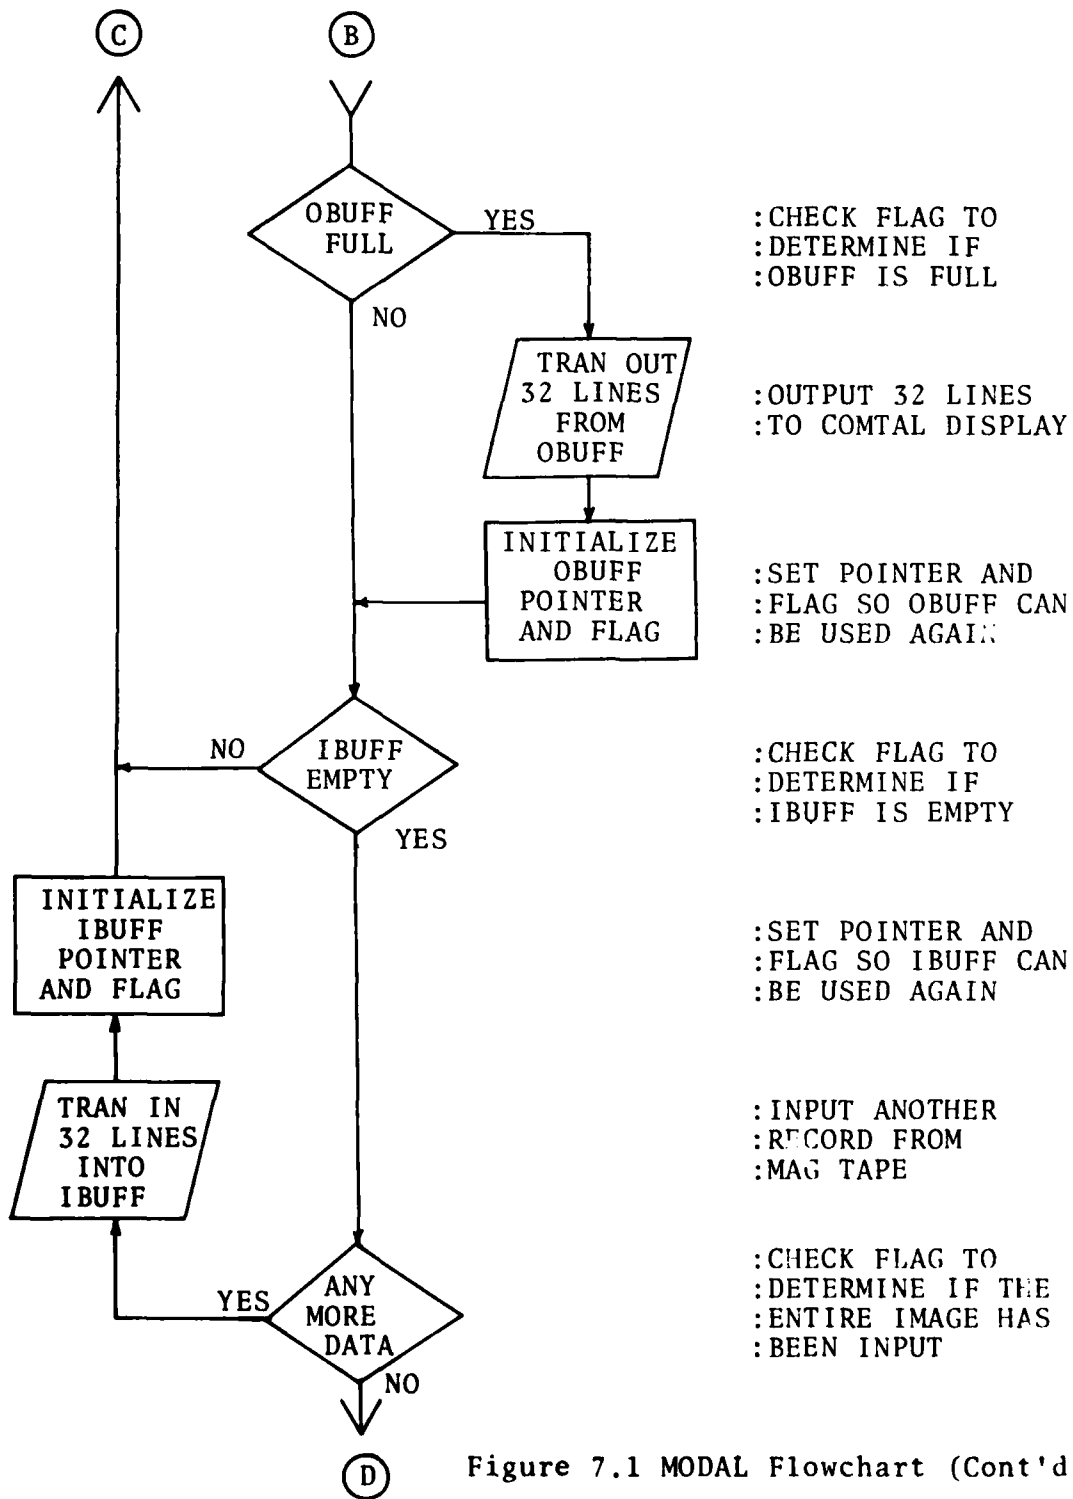 C
B
OBUFF
FULL
YES
NO
:CHECK FLAG TO
:DETERMINE IF
:OBUFF IS FULL
TRAN OUT
32 LINES
FROM
OBUFF
:OUTPUT 32 LINES
:TO COMTAL DISPLAY
INITIALIZE
OBUFF
POINTER
AND FLAG
:SET POINTER AND
:FLAG SO OBUFF CAN
:BE USED AGAIN
NO
IBUFF
EMPTY
YES
:CHECK FLAG TO
:DETERMINE IF
:IBUFF IS EMPTY
INITIALIZE
IBUFF
POINTER
AND FLAG
:SET POINTER AND
:FLAG SO IBUFF CAN
:BE USED AGAIN
TRAN IN
32 LINES
INTO
IBUFF
:INPUT ANOTHER
:RECORD FROM
:MAG TAPE
YES
ANY
MORE
DATA
NO
:CHECK FLAG TO
:DETERMINE IF THE
:ENTIRE IMAGE HAS
:BEEN INPUT
D
Figure 7.1 MODAL Flowchart (Cont'd